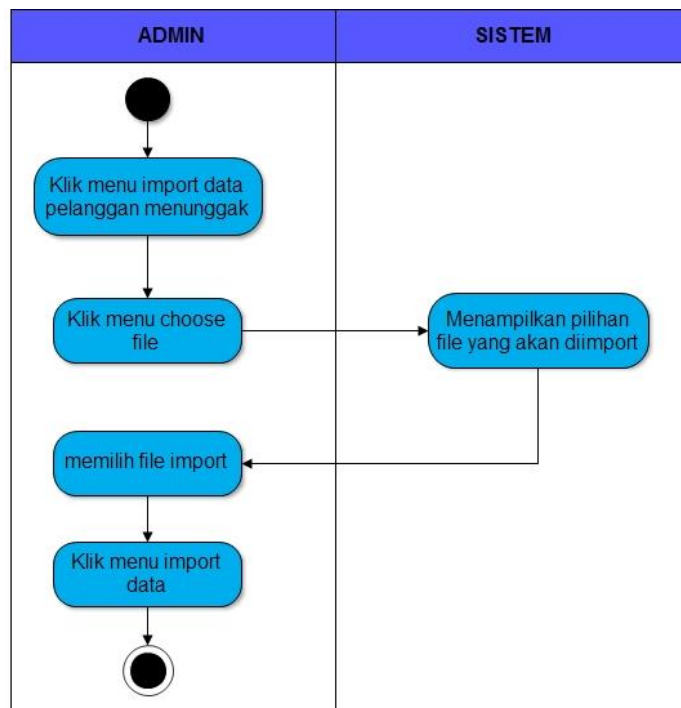 ADMIN
SISTEM
Klik menu import data
pelanggan menunggak
Klik menu choose
file
Menampilkan pilihan
file yang akan diimport
memilih file import
Klik menu import
data